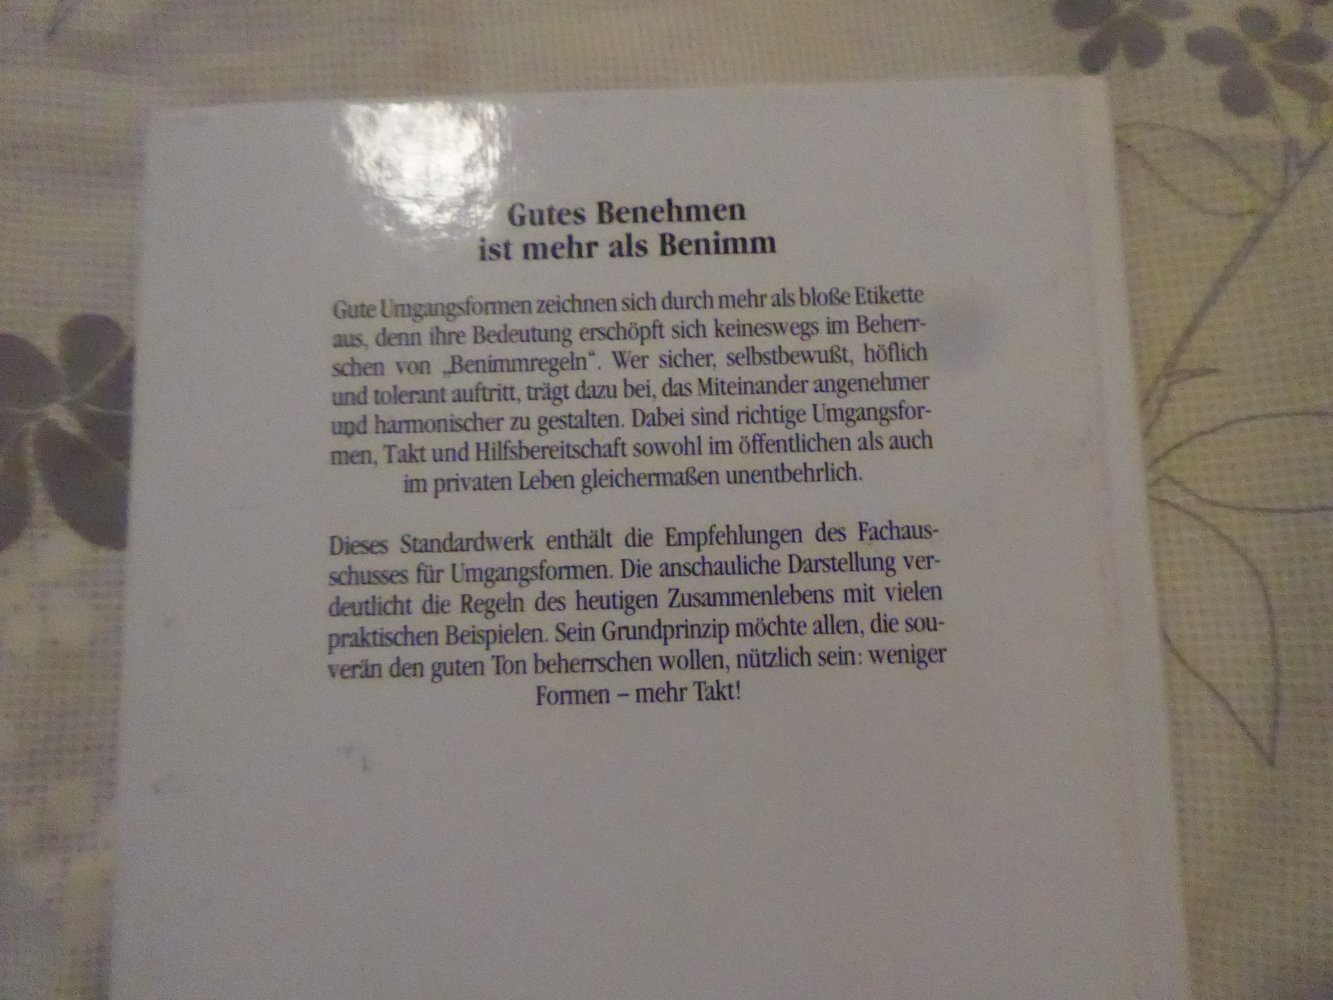 Gutes Benehmen
ist mehr als Benimm
Gute Umgangsformen zeichnen sich durch mehr als bloße Etikette
aus, denn ihre Bedeutung erschöpft sich keineswegs im Beherr-
schen von „Benimmregeln“. Wer sicher, selbstbewußt, höflich
und tolerant auftritt, trägt dazu bei, das Miteinander angenehmer
und harmonischer zu gestalten. Dabei sind richtige Umgangsfor-
men, Takt und Hilfsbereitschaft sowohl im öffentlichen als auch
im privaten Leben gleichermaßen unentbehrlich.
Dieses Standardwerk enthält die Empfehlungen des Fachaus-
schusses für Umgangsformen. Die anschauliche Darstellung ver-
deutlicht die Regeln des heutigen Zusammenlebens mit vielen
praktischen Beispielen. Sein Grundprinzip möchte allen, die sou-
verän den guten Ton beherrschen wollen, nützlich sein: weniger
Formen – mehr Takt!